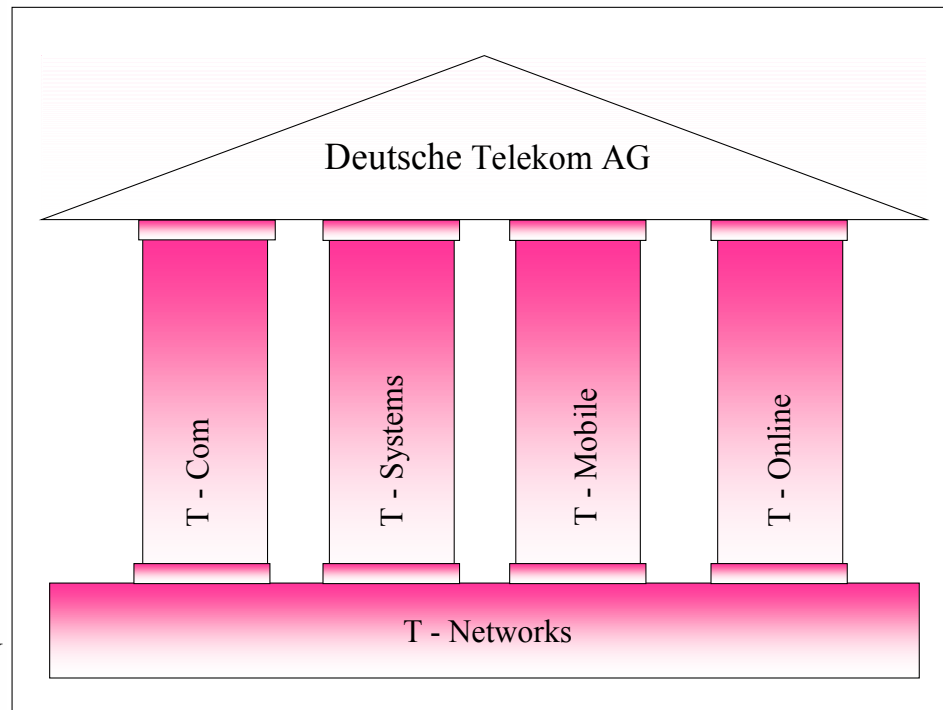 Deutsche Telekom AG
T - Com
T - Systems
T - Mobile
T - Online
T - Networks